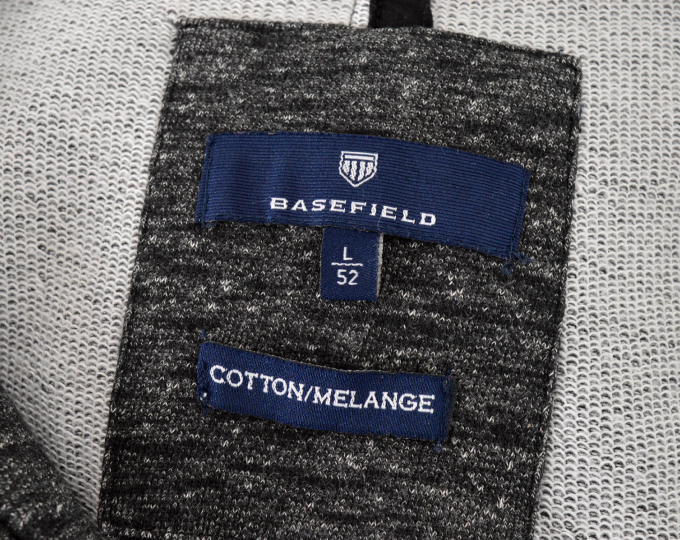 BASEFIELD
L
52
COTTON/MELANGE